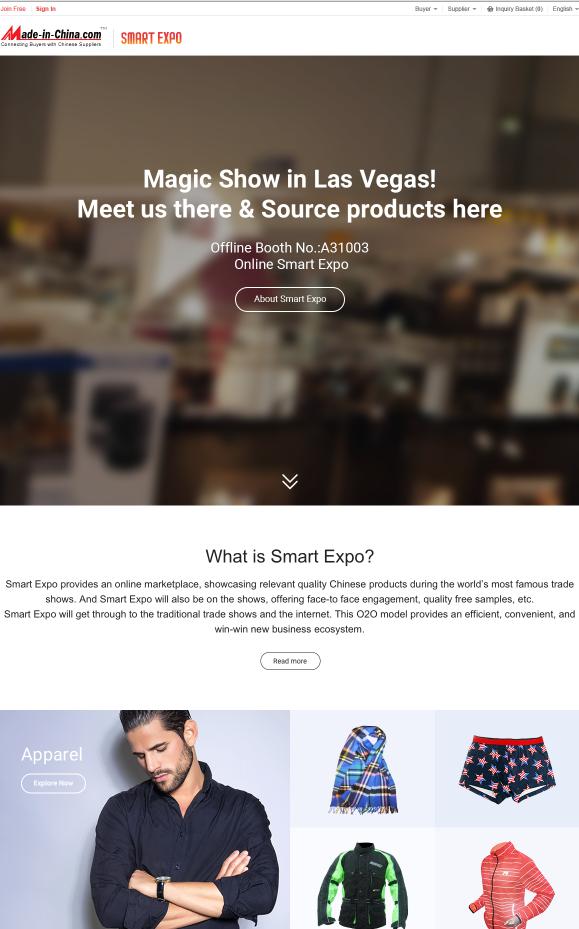 Join Free Sign In Buyer Supplier Inquiry Basket (0) English
Made-in-China.com™ SMART EXPO
Connecting Buyers with Chinese Suppliers
Magic Show in Las Vegas!
Meet us there & Source products here
Offline Booth No.:A31003
Online Smart Expo
About Smart Expo
What is Smart Expo?
Smart Expo provides an online marketplace, showcasing relevant quality Chinese products during the world's most famous trade
shows. And Smart Expo will also be on the shows, offering face-to face engagement, quality free samples, etc.
Smart Expo will get through to the traditional trade shows and the internet. This O2O model provides an efficient, convenient, and
win-win new business ecosystem.
Read more
Apparel
Explore Now